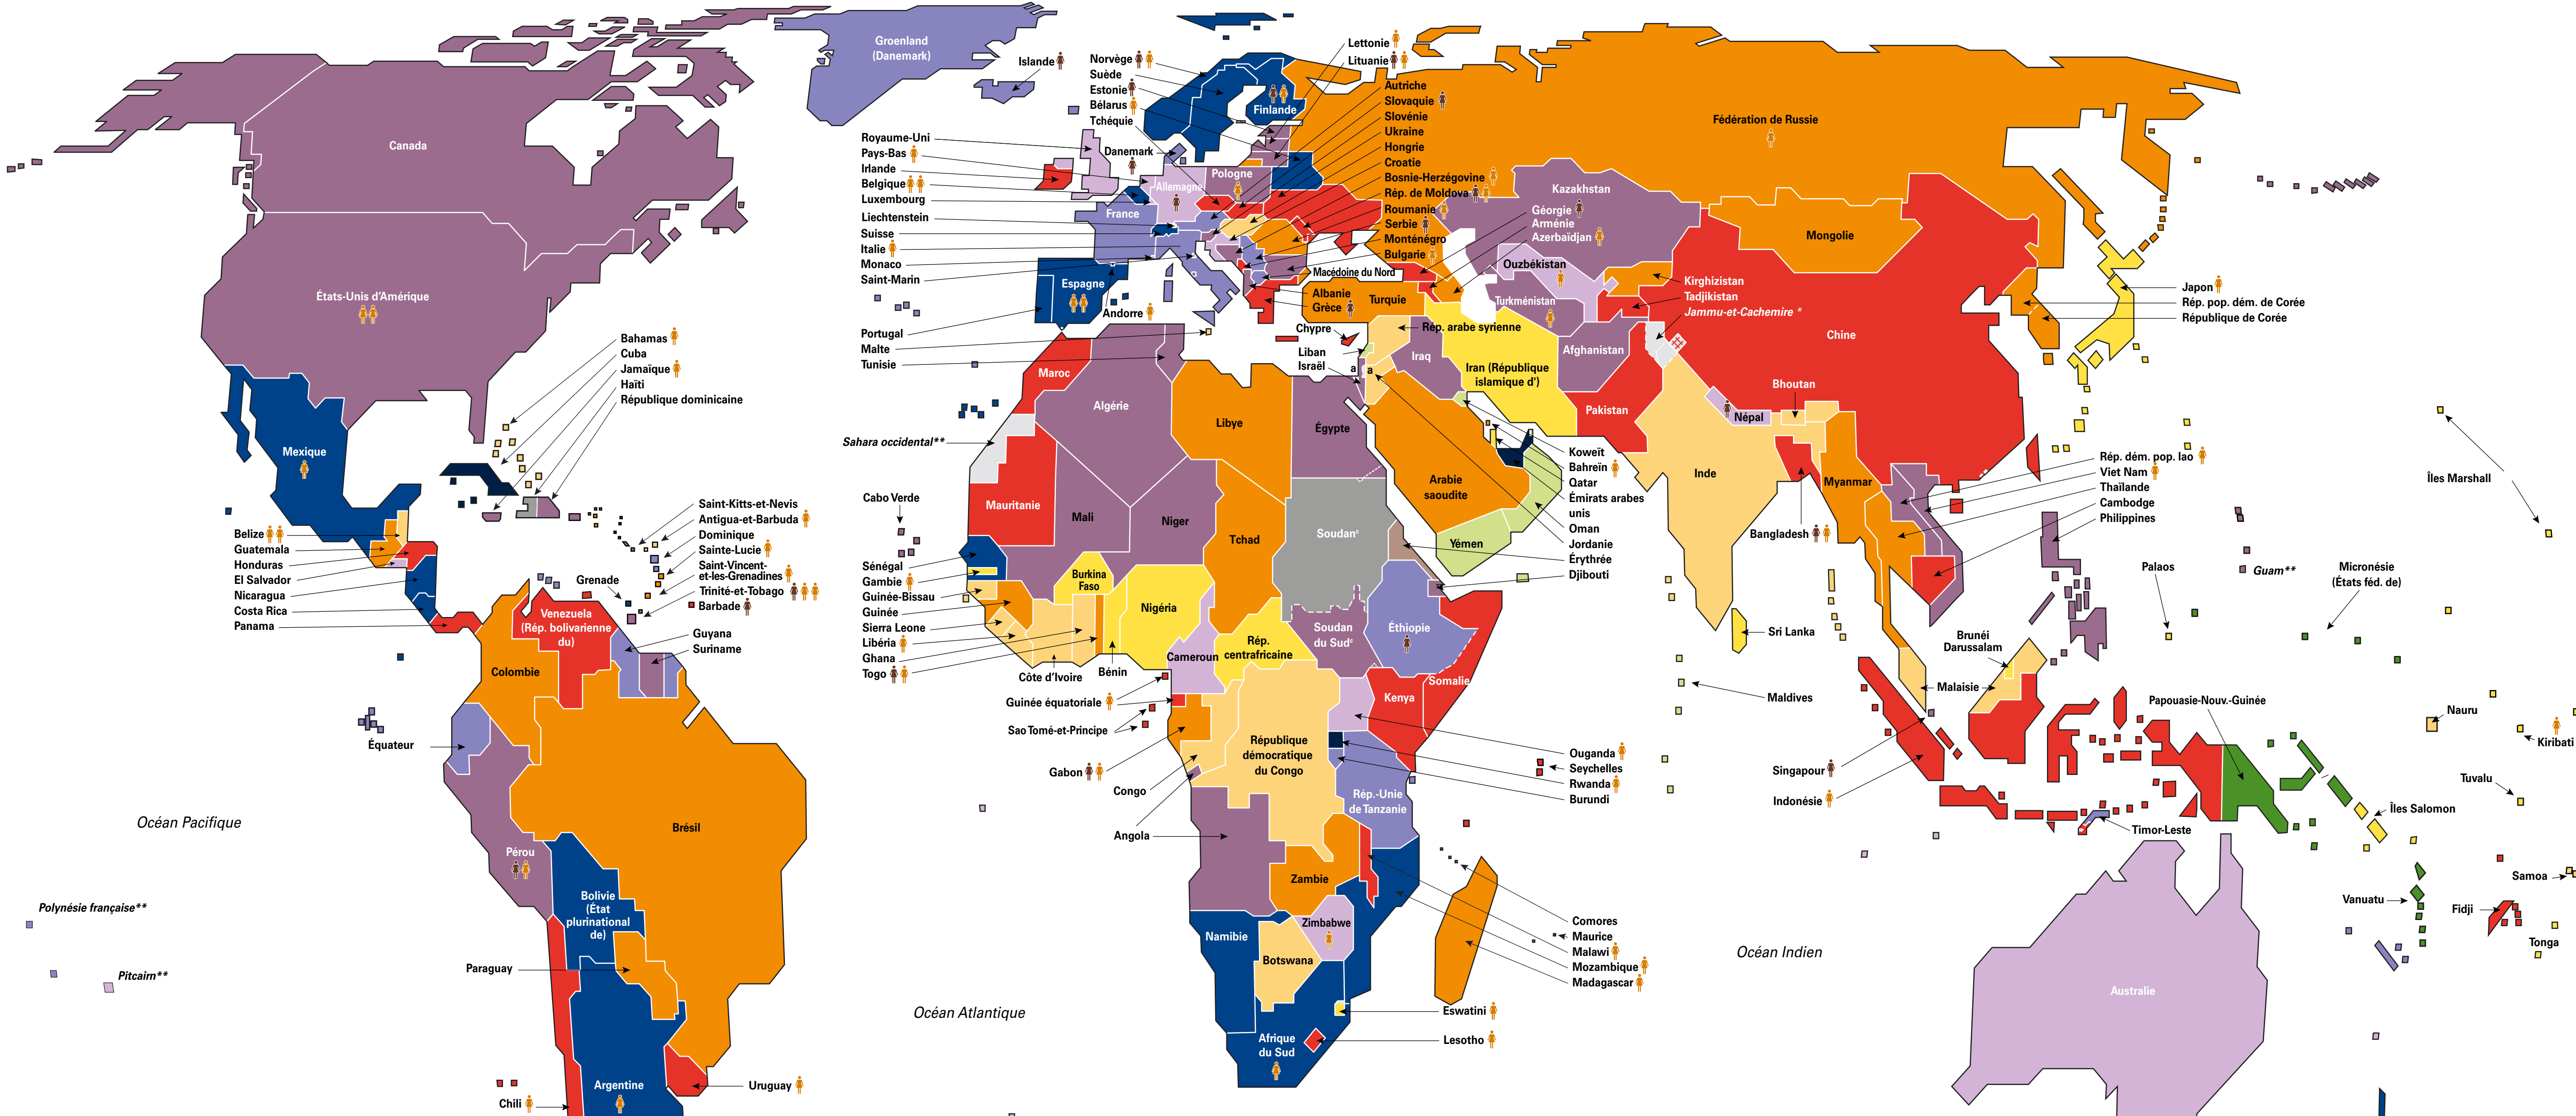 Groenland
(Danemark)
Canada
États-Unis d'Amérique
Mexique
Bahamas
Cuba
Jamaïque
Haïti
République dominicaine
Belize
Guatemala
Honduras
El Salvador
Nicaragua
Costa Rica
Panama
Saint-Kitts-et-Nevis
Antigua-et-Barbuda
Dominique
Sainte-Lucie
Saint-Vincent-
et-les-Grenadines
Trinité-et-Tobago
Barbade
Grenade
Guyana
Suriname
Venezuela
(Rép. bolivarienne
du)
Colombie
Équateur
Brésil
Pérou
Bolivie
(État
plurinational
de)
Paraguay
Uruguay
Argentine
Chili
Océan Pacifique
Polynésie française**
Pitcairn**
Islande
Norvège
Suède
Estonie
Bélarus
Tchéquie
Danemark
Finlande
Lettonie
Lituanie
Royaume-Uni
Pays-Bas
Irlande
Belgique
Luxembourg
Liechtenstein
Suisse
Italie
Monaco
Saint-Marin
Portugal
Malte
Tunisie
Allemagne
Pologne
France
Espagne
Andorre
Autriche
Slovaquie
Slovénie
Ukraine
Hongrie
Croatie
Bosnie-Herzégovine
Rép. de Moldova
Roumanie
Serbie
Monténégro
Bulgarie
Macédoine du Nord
Albanie
Grèce
Turquie
Chypre
Liban
Israël
a
a
Rép. arabe syrienne
Iraq
Géorgie
Arménie
Azerbaïdjan
Fédération de Russie
Kazakhstan
Ouzbékistan
Turkménistan
Kirghizistan
Tadjikistan
Jammu-et-Cachemire *
Afghanistan
Iran (République
islamique d')
Pakistan
Mongolie
Chine
Bhoutan
Népal
Inde
Myanmar
Bangladesh
Sri Lanka
Maldives
Japon
Rép. pop. dém. de Corée
République de Corée
Rép. dém. pop. lao
Viet Nam
Thaïlande
Cambodge
Philippines
Guam**
Palaos
Micronésie
(États féd. de)
Îles Marshall
Brunéi
Darussalam
Malaisie
Singapour
Indonésie
Papouasie-Nouv.-Guinée
Timor-Leste
Nauru
Kiribati
Tuvalu
Îles Salomon
Samoa
Vanuatu
Fidji
Tonga
Australie
Océan Indien
Maroc
Algérie
Libye
Égypte
Sahara occidental**
Cabo Verde
Mauritanie
Mali
Niger
Tchad
Soudanᶜ
Soudan
du Sudᶜ
Arabie
saoudite
Yémen
Koweït
Bahreïn
Qatar
Émirats arabes
unis
Oman
Jordanie
Érythrée
Djibouti
Sénégal
Gambie
Guinée-Bissau
Guinée
Sierra Leone
Libéria
Ghana
Togo
Burkina
Faso
Côte d'Ivoire
Bénin
Nigéria
Cameroun
Rép.
centrafricaine
Éthiopie
Somalie
Kenya
Guinée équatoriale
Sao Tomé-et-Principe
Gabon
Congo
Angola
République
démocratique
du Congo
Rép.-Unie
de Tanzanie
Ouganda
Seychelles
Rwanda
Burundi
Zambie
Zimbabwe
Namibie
Botswana
Afrique
du Sud
Comores
Maurice
Malawi
Mozambique
Madagascar
Eswatini
Lesotho
Océan Atlantique